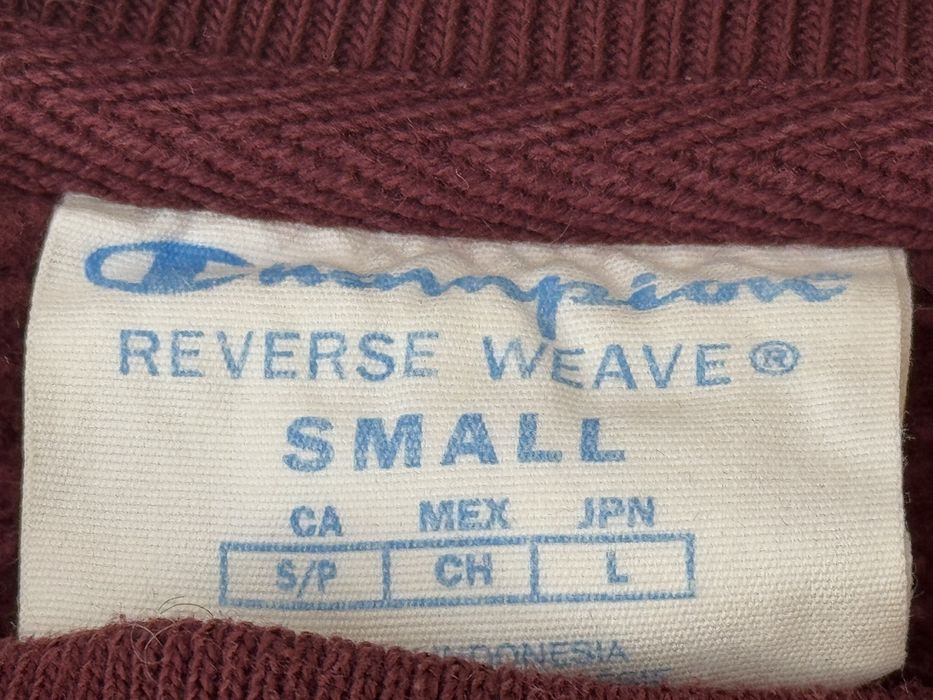 Champion
REVERSE WEAVE®
SMALL
CA MEX JPN
S/P CH L
INDONESIA